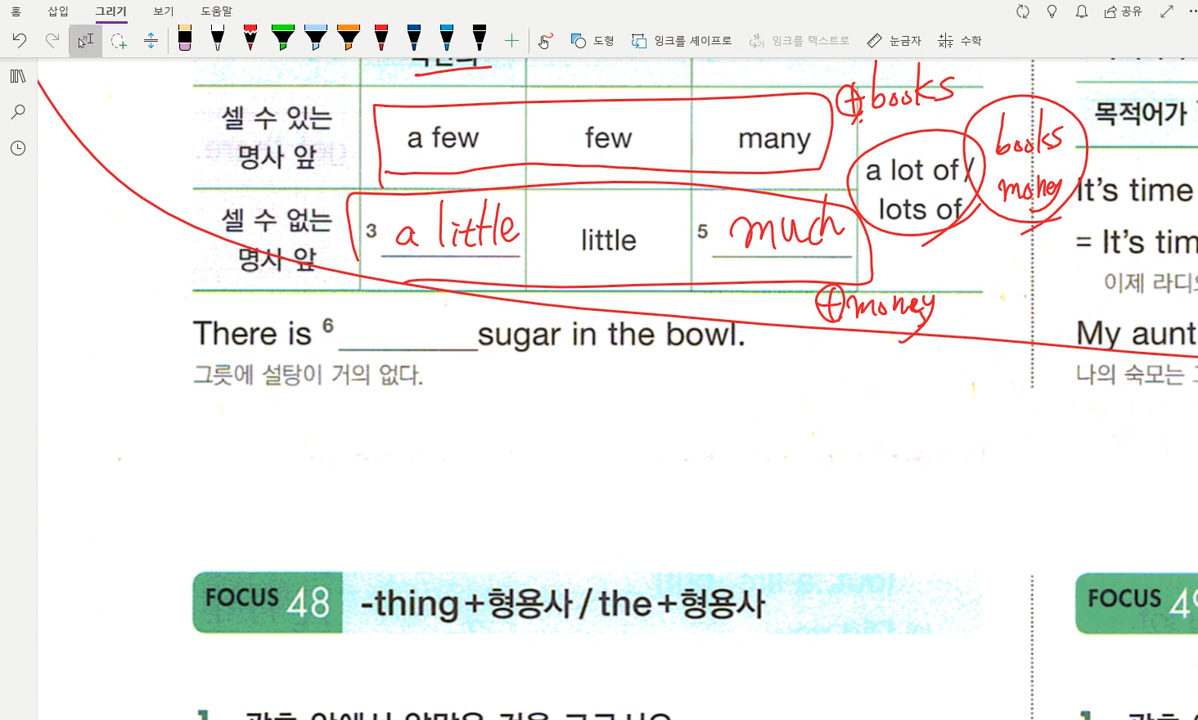 홈 삽입 그리기 보기 도움말
공유
도형 잉크를 셰이프로 잉크를 텍스트로 눈금자 수학
셀 수 있는
명사 앞
a few few many
⊕books
a lot of /
lots of
books
money
셀 수 없는
명사 앞
3 a little little 5 much
⊕money
There is 6 ________ sugar in the bowl.
그릇에 설탕이 거의 없다.
목적어가
It's time
= It's tim
이제 라디오
My aunt
나의 숙모는
FOCUS 48 -thing+형용사 / the+형용사
FOCUS 49